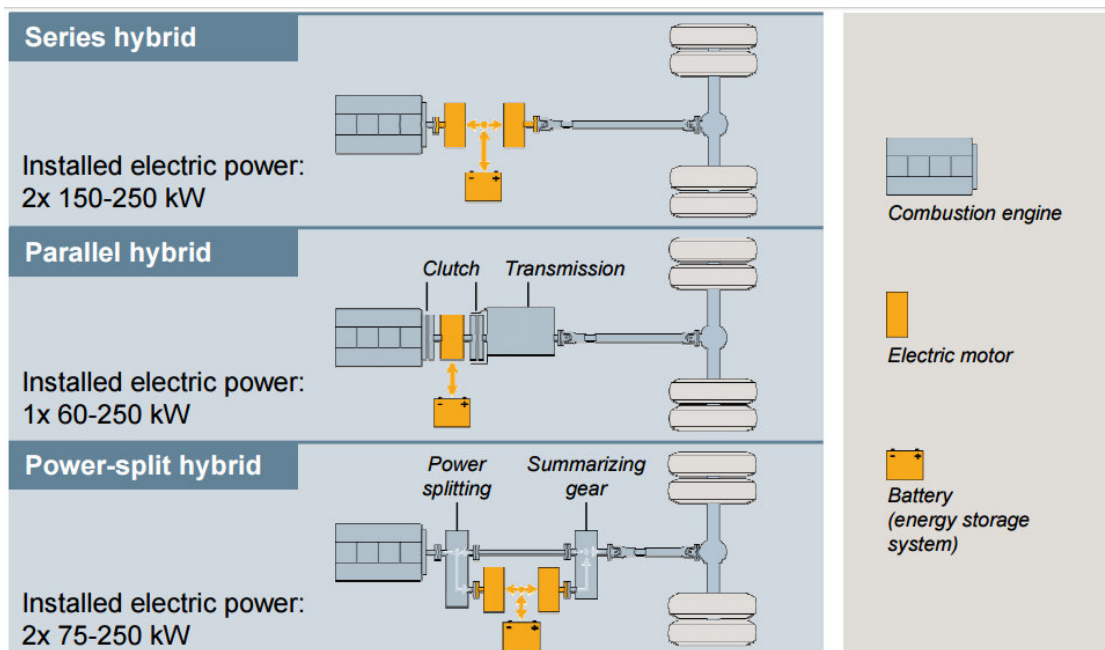 Series hybrid
Installed electric power:
2x 150-250 kW
- +
Parallel hybrid
Clutch
Transmission
Installed electric power:
1x 60-250 kW
- +
Power-split hybrid
Power
splitting
Summarizing
gear
Installed electric power:
2x 75-250 kW
- +
Combustion engine
Electric motor
- +
Battery
(energy storage
system)